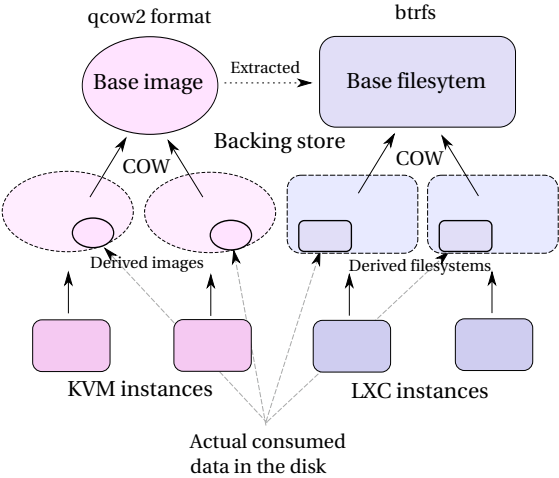 qcow2 format
btrfs
Base image
Extracted
Base filesytem
Backing store
COW
COW
Derived images
Derived filesystems
KVM instances
LXC instances
Actual consumed
data in the disk